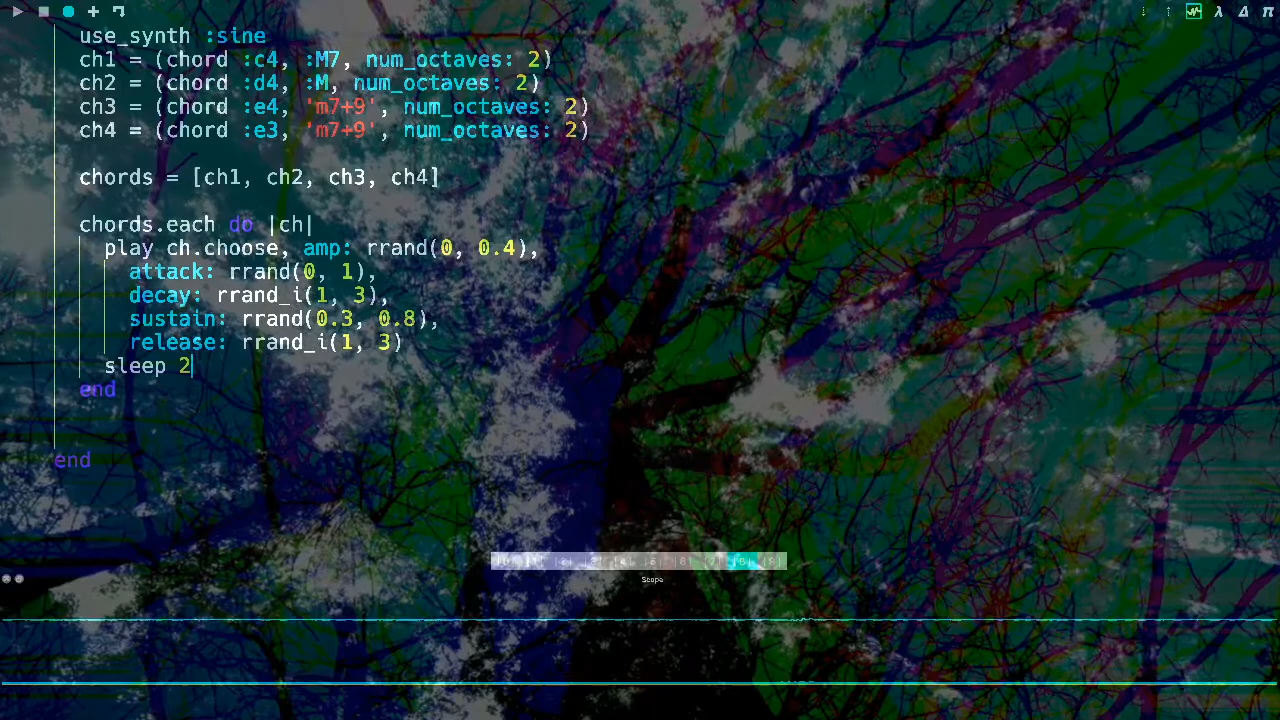 use_synth :sine
ch1 = (chord :c4, :M7, num_octaves: 2)
ch2 = (chord :d4, :M, num_octaves: 2)
ch3 = (chord :e4, 'm7+9', num_octaves: 2)
ch4 = (chord :e3, 'm7+9', num_octaves: 2)
chords = [ch1, ch2, ch3, ch4]
chords.each do |ch|
play ch.choose, amp: rrand(0, 0.4),
attack: rrand(0, 1),
decay: rrand_i(1, 3),
sustain: rrand(0.3, 0.8),
release: rrand_i(1, 3)
sleep 2
end
end
Scope